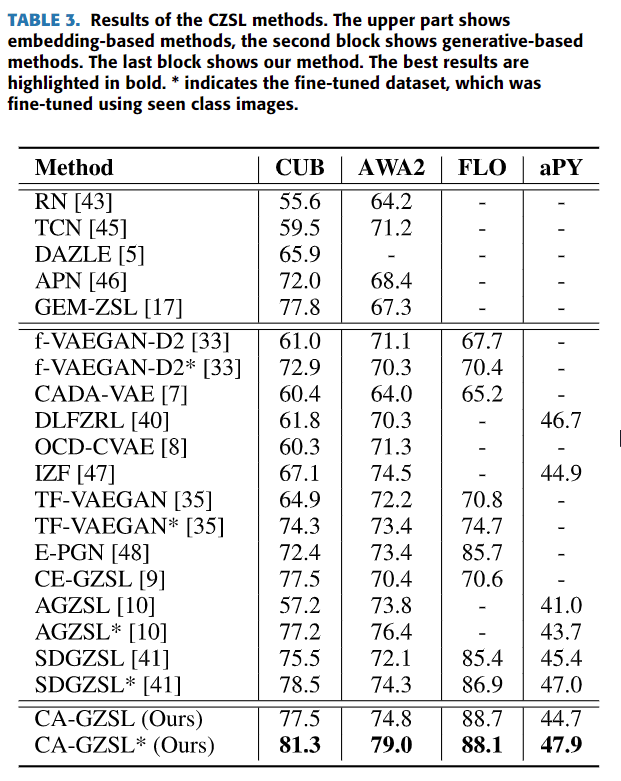 TABLE 3. Results of the CZSL methods. The upper part shows
embedding-based methods, the second block shows generative-based
methods. The last block shows our method. The best results are
highlighted in bold. * indicates the fine-tuned dataset, which was
fine-tuned using seen class images.
Method CUB AWA2 FLO aPY
RN [43] 55.6 64.2 - -
TCN [45] 59.5 71.2 - -
DAZLE [5] 65.9 - - -
APN [46] 72.0 68.4 - -
GEM-ZSL [17] 77.8 67.3 - -
f-VAEGAN-D2 [33] 61.0 71.1 67.7 -
f-VAEGAN-D2* [33] 72.9 70.3 70.4 -
CADA-VAE [7] 60.4 64.0 65.2 -
DLFZRL [40] 61.8 70.3 - 46.7
OCD-CVAE [8] 60.3 71.3 - -
IZF [47] 67.1 74.5 - 44.9
TF-VAEGAN [35] 64.9 72.2 70.8 -
TF-VAEGAN* [35] 74.3 73.4 74.7 -
E-PGN [48] 72.4 73.4 85.7 -
CE-GZSL [9] 77.5 70.4 70.6 -
AGZSL [10] 57.2 73.8 - 41.0
AGZSL* [10] 77.2 76.4 - 43.7
SDGZSL [41] 75.5 72.1 85.4 45.4
SDGZSL* [41] 78.5 74.3 86.9 47.0
CA-GZSL (Ours) 77.5 74.8 88.7 44.7
CA-GZSL* (Ours) 81.3 79.0 88.1 47.9